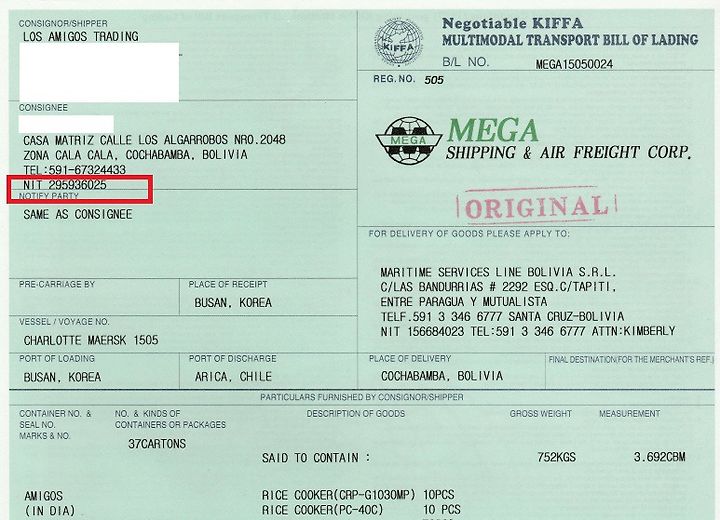 CONSIGNOR/SHIPPER
LOS AMIGOS TRADING
CONSIGNEE
CASA MATRIZ CALLE LOS ALGARROBOS NRO.2048
ZONA CALA CALA, COCHABAMBA, BOLIVIA
TEL:591-67324433
NIT 295936025
NOTIFY PARTY
SAME AS CONSIGNEE
PRE-CARRIAGE BY
PLACE OF RECEIPT
BUSAN, KOREA
VESSEL / VOYAGE NO.
CHARLOTTE MAERSK 1505
PORT OF LOADING
BUSAN, KOREA
PORT OF DISCHARGE
ARICA, CHILE
KIFFA
Negotiable KIFFA
MULTIMODAL TRANSPORT BILL OF LADING
B/L NO. MEGA15050024
REG.NO. 505
MEGA
MEGA
SHIPPING & AIR FREIGHT CORP.
ORIGINAL
FOR DELIVERY OF GOODS PLEASE APPLY TO:
MARITIME SERVICES LINE BOLIVIA S.R.L.
C/LAS BANDURRIAS # 2292 ESQ.C/TAPITI,
ENTRE PARAGUA Y MUTUALISTA
TELF.591 3 346 6777 SANTA CRUZ-BOLIVIA
NIT 156684023 TEL:591 3 346 6777 ATTN:KIMBERLY
PLACE OF DELIVERY
COCHABAMBA, BOLIVIA
FINAL DESTINATION(FOR THE MERCHANT'S REF.)
PARTICULARS FURNISHED BY CONSIGNOR/SHIPPER
CONTAINER NO. &
SEAL NO.
MARKS & NO.
NO. & KINDS OF
CONTAINERS OR PACKAGES
DESCRIPTION OF GOODS
GROSS WEIGHT
MEASUREMENT
37CARTONS
SAID TO CONTAIN :
752KGS
3.692CBM
AMIGOS
(IN DIA)
RICE COOKER(CRP-G1030MP) 10PCS
RICE COOKER(PC-40C) 10 PCS